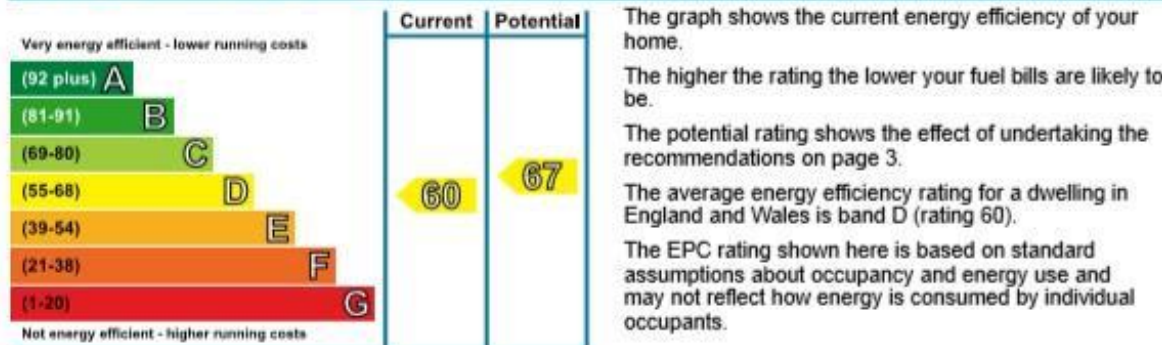 Current Potential
Very energy efficient - lower running costs
(92 plus) A
(81-91) B
(69-80) C
(55-68) D
(39-54) E
(21-38) F
(1-20) G
Not energy efficient - higher running costs
60
67
The graph shows the current energy efficiency of your
home.
The higher the rating the lower your fuel bills are likely to
be.
The potential rating shows the effect of undertaking the
recommendations on page 3.
The average energy efficiency rating for a dwelling in
England and Wales is band D (rating 60).
The EPC rating shown here is based on standard
assumptions about occupancy and energy use and
may not reflect how energy is consumed by individual
occupants.